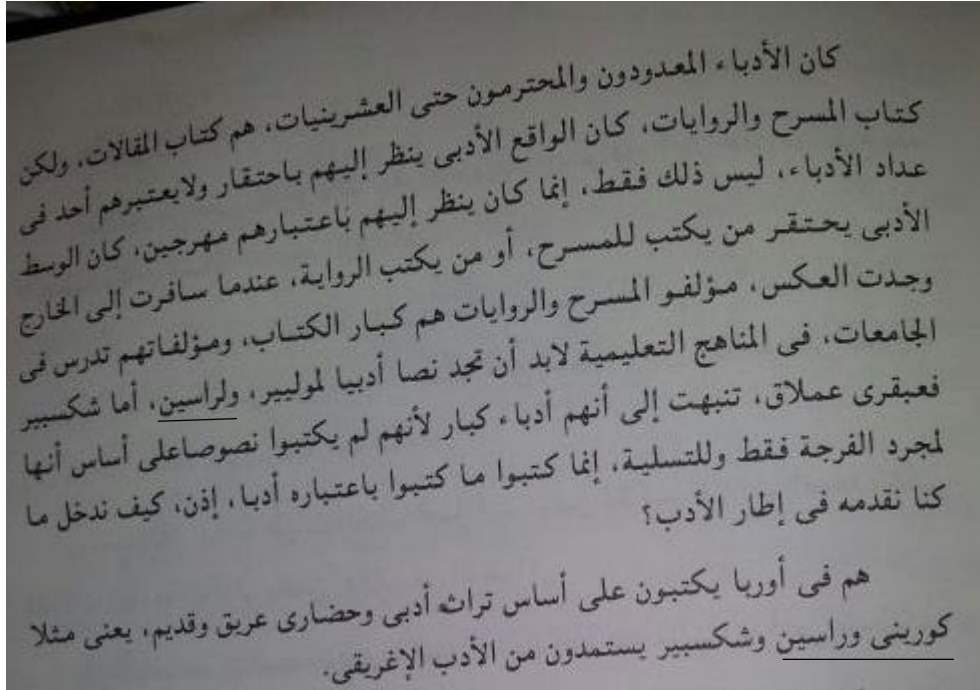 كان الأدباء المعدودون والمحترمون حتى العشرينيات، هم كتاب المقالات، ولكن
كتاب المسرح والروايات، كان الواقع الأدبى ينظر إليهم باحتقار ولايعتبرهم أحد فى
عداد الأدباء، ليس ذلك فقط، إنما كان ينظر إليهم باعتبارهم مهرجين، كان الوسط
الأدبى يحتقر من يكتب للمسرح، أو من يكتب الرواية، عندما سافرت إلى الخارج
وجدت العكس، مؤلفو المسرح والروايات هم كبار الكتاب، ومؤلفاتهم تدرس فى
الجامعات، فى المناهج التعليمية لابد أن تجد نصا أدبيا لموليير، ولراسين، أما شكسبير
فعبقرى عملاق، تنبهت إلى أنهم أدباء كبار لأنهم لم يكتبوا نصوصاعلى أساس أنها
لمجرد الفرجة فقط وللتسلية، إنما كتبوا ما كتبوا باعتباره أدبا، إذن، كيف ندخل ما
كنا نقدمه فى إطار الأدب؟
هم فى أوربا يكتبون على أساس تراث أدبى وحضارى عريق وقديم، يعنى مثلا
كورينى وراسين وشكسبير يستمدون من الأدب الإغريقى.